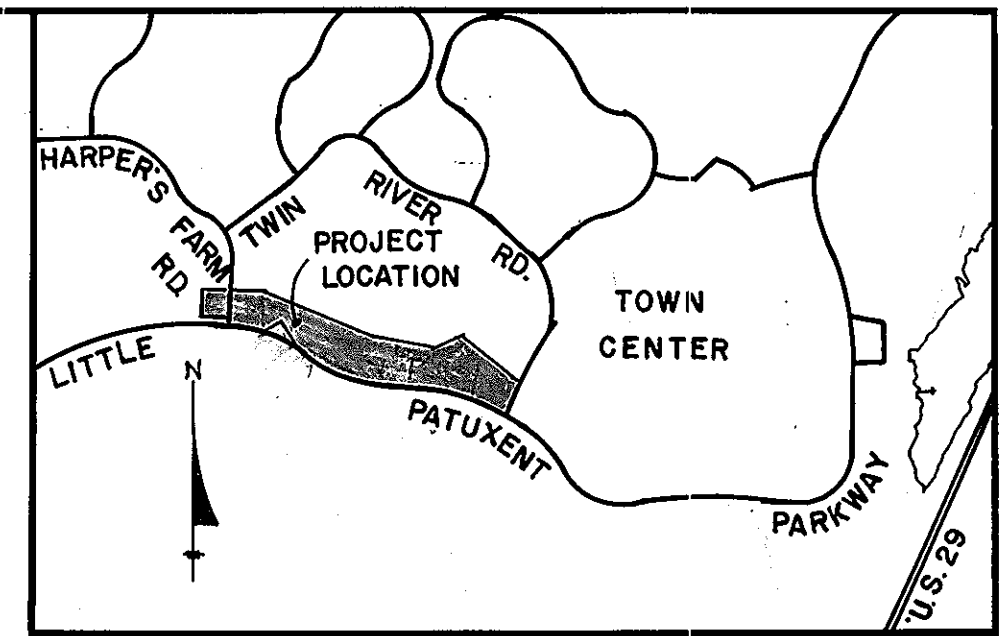 HARPER'S
FARM
RD.
TWIN
RIVER
RD.
PROJECT
LOCATION
TOWN
CENTER
LITTLE
PATUXENT
PARKWAY
N
U.S. 29